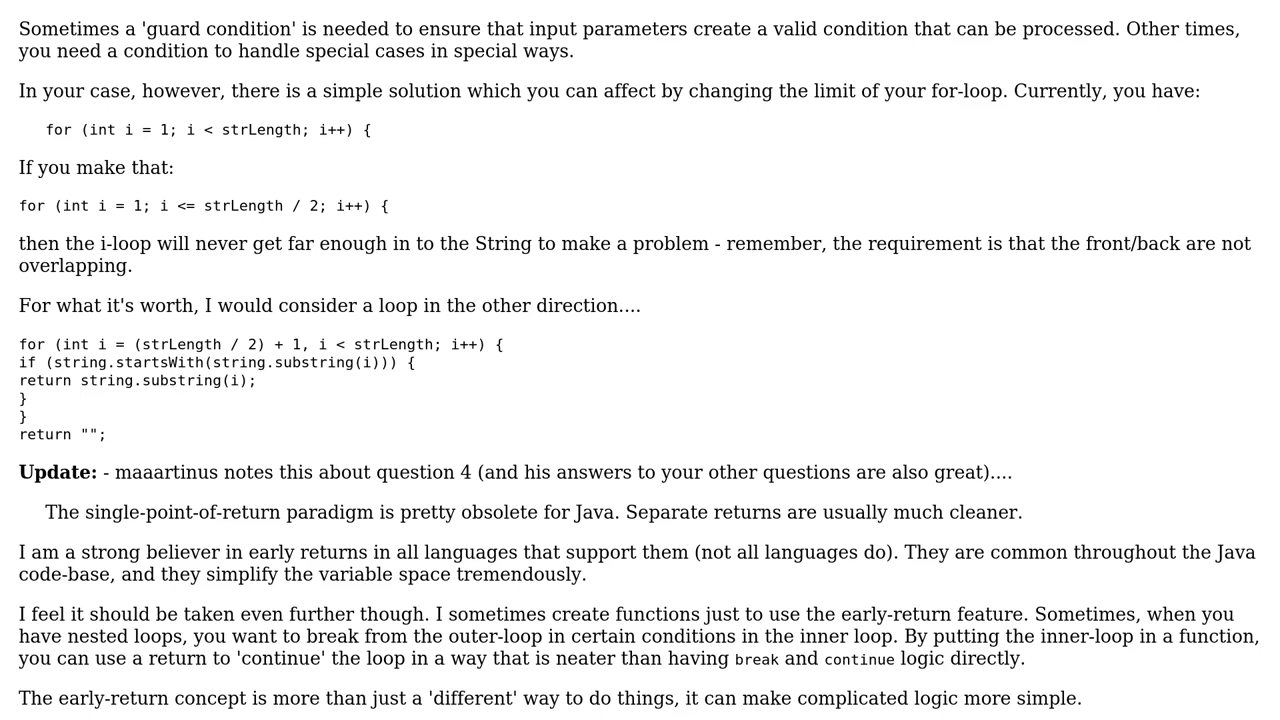 Sometimes a 'guard condition' is needed to ensure that input parameters create a valid condition that can be processed. Other times,
you need a condition to handle special cases in special ways.
In your case, however, there is a simple solution which you can affect by changing the limit of your for-loop. Currently, you have:
for (int i = 1; i < strLength; i++) {
If you make that:
for (int i = 1; i <= strLength / 2; i++) {
then the i-loop will never get far enough in to the String to make a problem - remember, the requirement is that the front/back are not
overlapping.
For what it's worth, I would consider a loop in the other direction....
for (int i = (strLength / 2) + 1, i < strLength; i++) {
if (string.startsWith(string.substring(i))) {
return string.substring(i);
}
}
return "";
Update: - maaartinus notes this about question 4 (and his answers to your other questions are also great)....
The single-point-of-return paradigm is pretty obsolete for Java. Separate returns are usually much cleaner.
I am a strong believer in early returns in all languages that support them (not all languages do). They are common throughout the Java
code-base, and they simplify the variable space tremendously.
I feel it should be taken even further though. I sometimes create functions just to use the early-return feature. Sometimes, when you
have nested loops, you want to break from the outer-loop in certain conditions in the inner loop. By putting the inner-loop in a function,
you can use a return to 'continue' the loop in a way that is neater than having break and continue logic directly.
The early-return concept is more than just a 'different' way to do things, it can make complicated logic more simple.